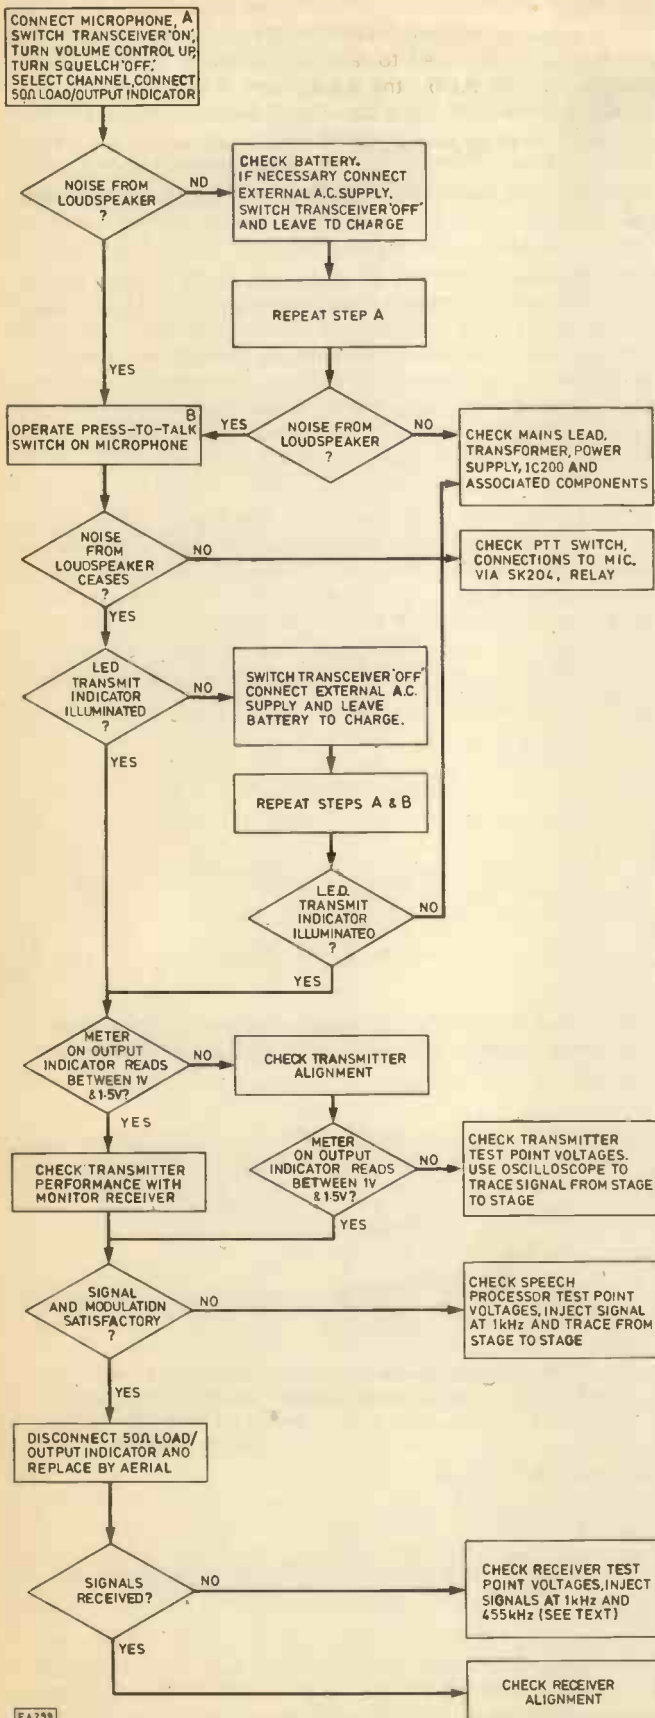 CONNECT MICROPHONE, A
SWITCH TRANSCEIVER 'ON',
TURN VOLUME CONTROL UP,
TURN SQUELCH 'OFF.'
SELECT CHANNEL, CONNECT
50Ω LOAD/OUTPUT INDICATOR
NOISE FROM
LOUDSPEAKER
?
NO
CHECK BATTERY.
IF NECESSARY CONNECT
EXTERNAL A.C. SUPPLY,
SWITCH TRANSCEIVER 'OFF'
AND LEAVE TO CHARGE
REPEAT STEP A
YES
B
OPERATE PRESS-TO-TALK
SWITCH ON MICROPHONE
YES
NOISE FROM
LOUDSPEAKER
?
NO
CHECK MAINS LEAD,
TRANSFORMER, POWER
SUPPLY, IC200 AND
ASSOCIATED COMPONENTS
NOISE
FROM
LOUDSPEAKER
CEASES
?
NO
CHECK PTT SWITCH,
CONNECTIONS TO MIC.
VIA SK204, RELAY
YES
LED
TRANSMIT
INDICATOR
ILLUMINATED
?
NO
SWITCH TRANSCEIVER 'OFF'
CONNECT EXTERNAL A.C.
SUPPLY AND LEAVE
BATTERY TO CHARGE.
YES
REPEAT STEPS A & B
L.E.D.
TRANSMIT
INDICATOR
ILLUMINATED
?
NO
YES
METER
ON OUTPUT
INDICATOR READS
BETWEEN 1V
& 1·5V?
NO
CHECK TRANSMITTER
ALIGNMENT
YES
CHECK TRANSMITTER
PERFORMANCE WITH
MONITOR RECEIVER
METER
ON OUTPUT
INDICATOR READS
BETWEEN 1V
& 1·5V?
NO
CHECK TRANSMITTER
TEST POINT VOLTAGES.
USE OSCILLOSCOPE TO
TRACE SIGNAL FROM STAGE
TO STAGE
YES
SIGNAL
AND MODULATION
SATISFACTORY
?
NO
CHECK SPEECH
PROCESSOR TEST POINT
VOLTAGES, INJECT SIGNAL
AT 1kHz AND TRACE FROM
STAGE TO STAGE
YES
DISCONNECT 50Ω LOAD/
OUTPUT INDICATOR AND
REPLACE BY AERIAL
SIGNALS
RECEIVED?
NO
CHECK RECEIVER TEST
POINT VOLTAGES, INJECT
SIGNALS AT 1kHz AND
455kHz (SEE TEXT)
YES
CHECK RECEIVER
ALIGNMENT
EA299